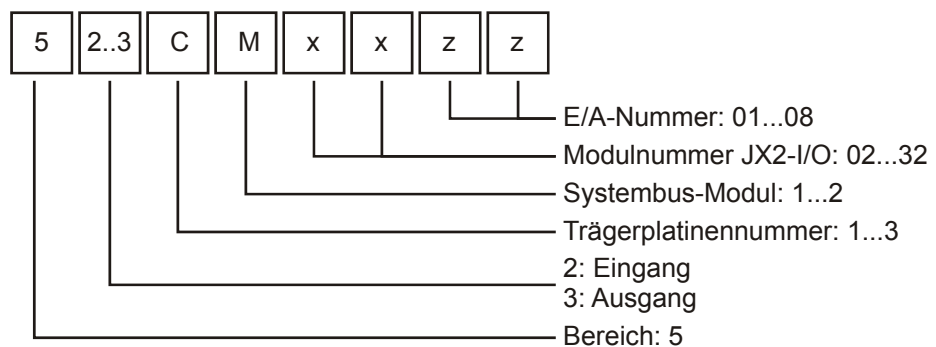 5 2..3 C M x x z z
E/A-Nummer: 01...08
Modulnummer JX2-I/O: 02...32
Systembus-Modul: 1...2
Trägerplatinennummer: 1...3
2: Eingang
3: Ausgang
Bereich: 5